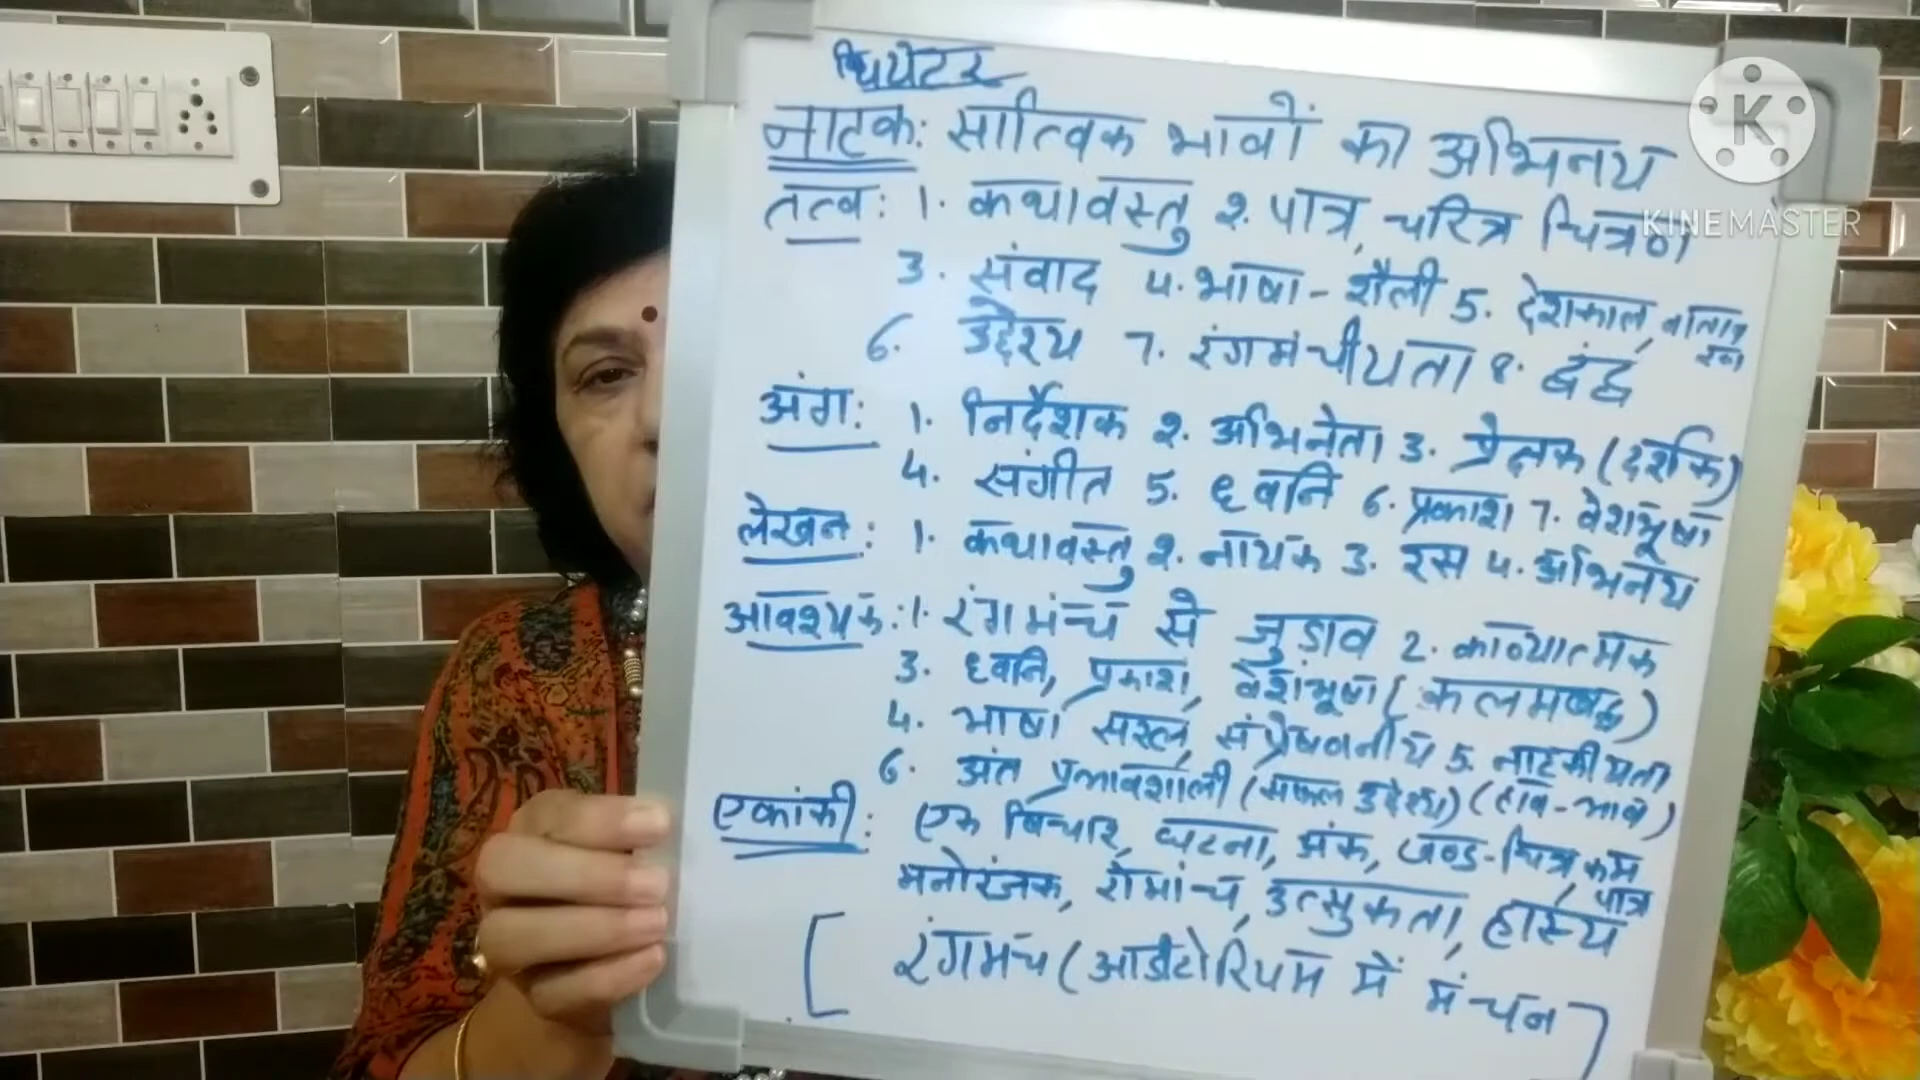 थियेटर
नाटक: सात्विक भावों का अभिनय
तत्व: 1. कथावस्तु 2. पात्र, चरित्र चित्रण
3. संवाद 4. भाषा-शैली 5. देशकाल, वातावरण
6. उद्देश्य 7. रंगमंचीयता 8. द्वंद्व
अंग: 1. निर्देशक 2. अभिनेता 3. प्रेक्षक (दर्शक)
4. संगीत 5. ध्वनि 6. प्रकाश 7. वेशभूषा
लेखन: 1. कथावस्तु 2. नायक 3. रस 4. अभिनय
आवश्यक: 1. रंगमंच से जुडाव 2. काव्यात्मक
3. ध्वनि, प्रकाश, वेशभूषा (कलमबद्ध)
4. भाषा सरल, संप्रेषणनीय 5. नाटकीयता
6. अंत प्रभावशाली (सफल उद्देश्य) (हाव-भाव)
एकांकी: एक विचार, घटना, अंक, खण्ड-चित्र, कम पात्र
मनोरंजक, रोमांच, उत्सुकता, हास्य
[रंगमंच (आडीटोरियम में मंचन]
K
KINEMASTER